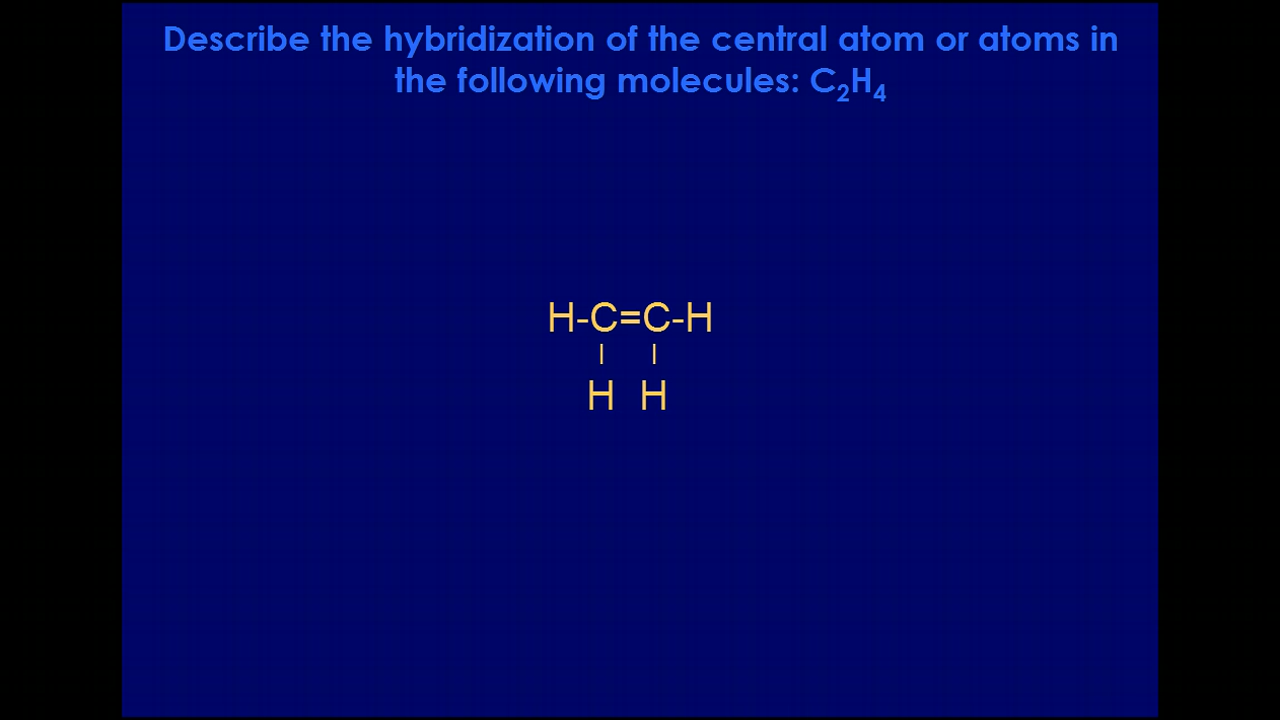 Describe the hybridization of the central atom or atoms in
the following molecules: C₂H₄
H-C=C-H
I I
H H